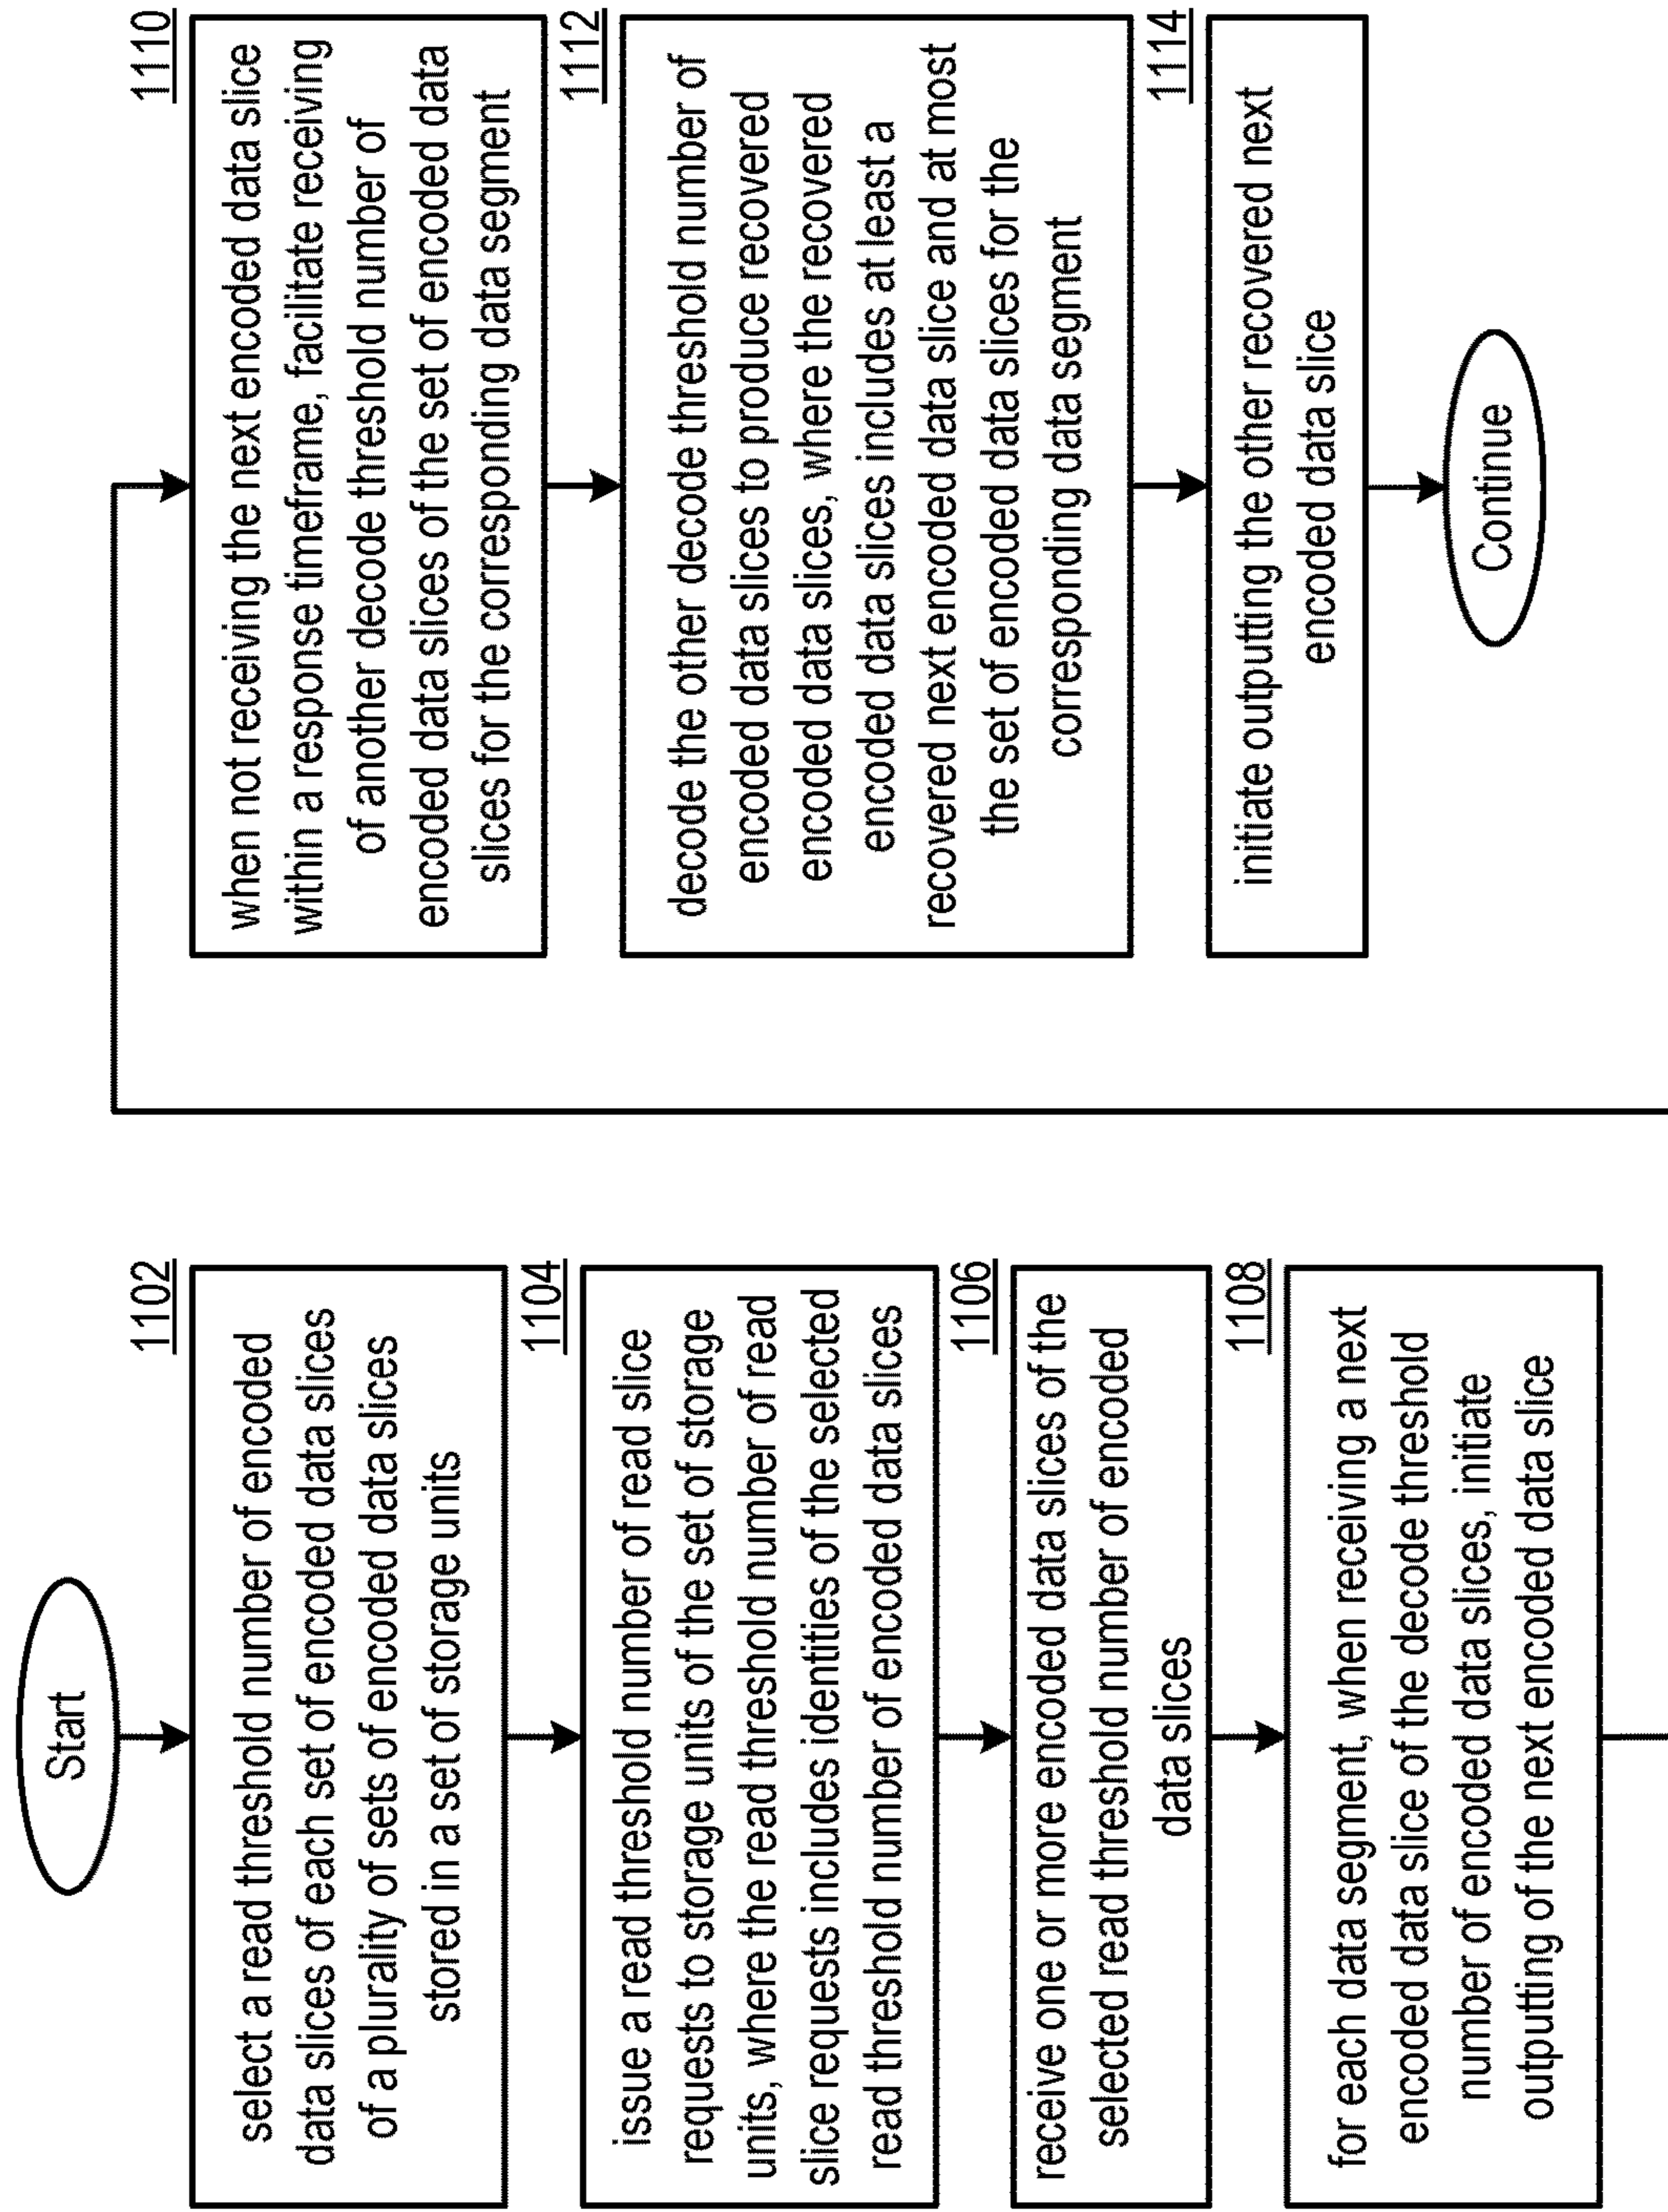 Start
1102
select a read threshold number of encoded
data slices of each set of encoded data slices
of a plurality of sets of encoded data slices
stored in a set of storage units
1104
issue a read threshold number of read slice
requests to storage units of the set of storage
units, where the read threshold number of read
slice requests includes identities of the selected
read threshold number of encoded data slices
1106
receive one or more encoded data slices of the
selected read threshold number of encoded
data slices
1108
for each data segment, when receiving a next
encoded data slice of the decode threshold
number of encoded data slices, initiate
outputting of the next encoded data slice
1110
when not receiving the next encoded data slice
within a response timeframe, facilitate receiving
of another decode threshold number of
encoded data slices of the set of encoded data
slices for the corresponding data segment
1112
decode the other decode threshold number of
encoded data slices to produce recovered
encoded data slices, where the recovered
encoded data slices includes at least a
recovered next encoded data slice and at most
the set of encoded data slices for the
corresponding data segment
1114
initiate outputting the other recovered next
encoded data slice
Continue